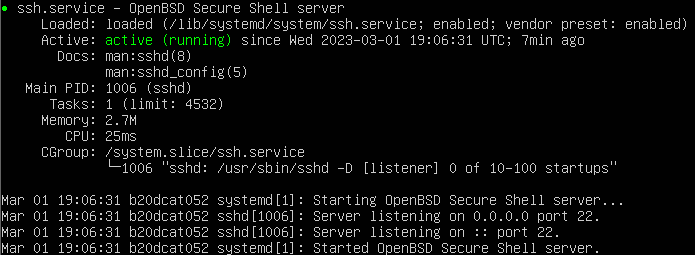 ● ssh.service - OpenBSD Secure Shell server
Loaded: loaded (/lib/systemd/system/ssh.service; enabled; vendor preset: enabled)
Active: active (running) since Wed 2023-03-01 19:06:31 UTC; 7min ago
Docs: man:sshd(8)
man:sshd_config(5)
Main PID: 1006 (sshd)
Tasks: 1 (limit: 4532)
Memory: 2.7M
CPU: 25ms
CGroup: /system.slice/ssh.service
└─1006 "sshd: /usr/sbin/sshd -D [listener] 0 of 10-100 startups"
Mar 01 19:06:31 b20dcat052 systemd[1]: Starting OpenBSD Secure Shell server...
Mar 01 19:06:31 b20dcat052 sshd[1006]: Server listening on 0.0.0.0 port 22.
Mar 01 19:06:31 b20dcat052 sshd[1006]: Server listening on :: port 22.
Mar 01 19:06:31 b20dcat052 systemd[1]: Started OpenBSD Secure Shell server.